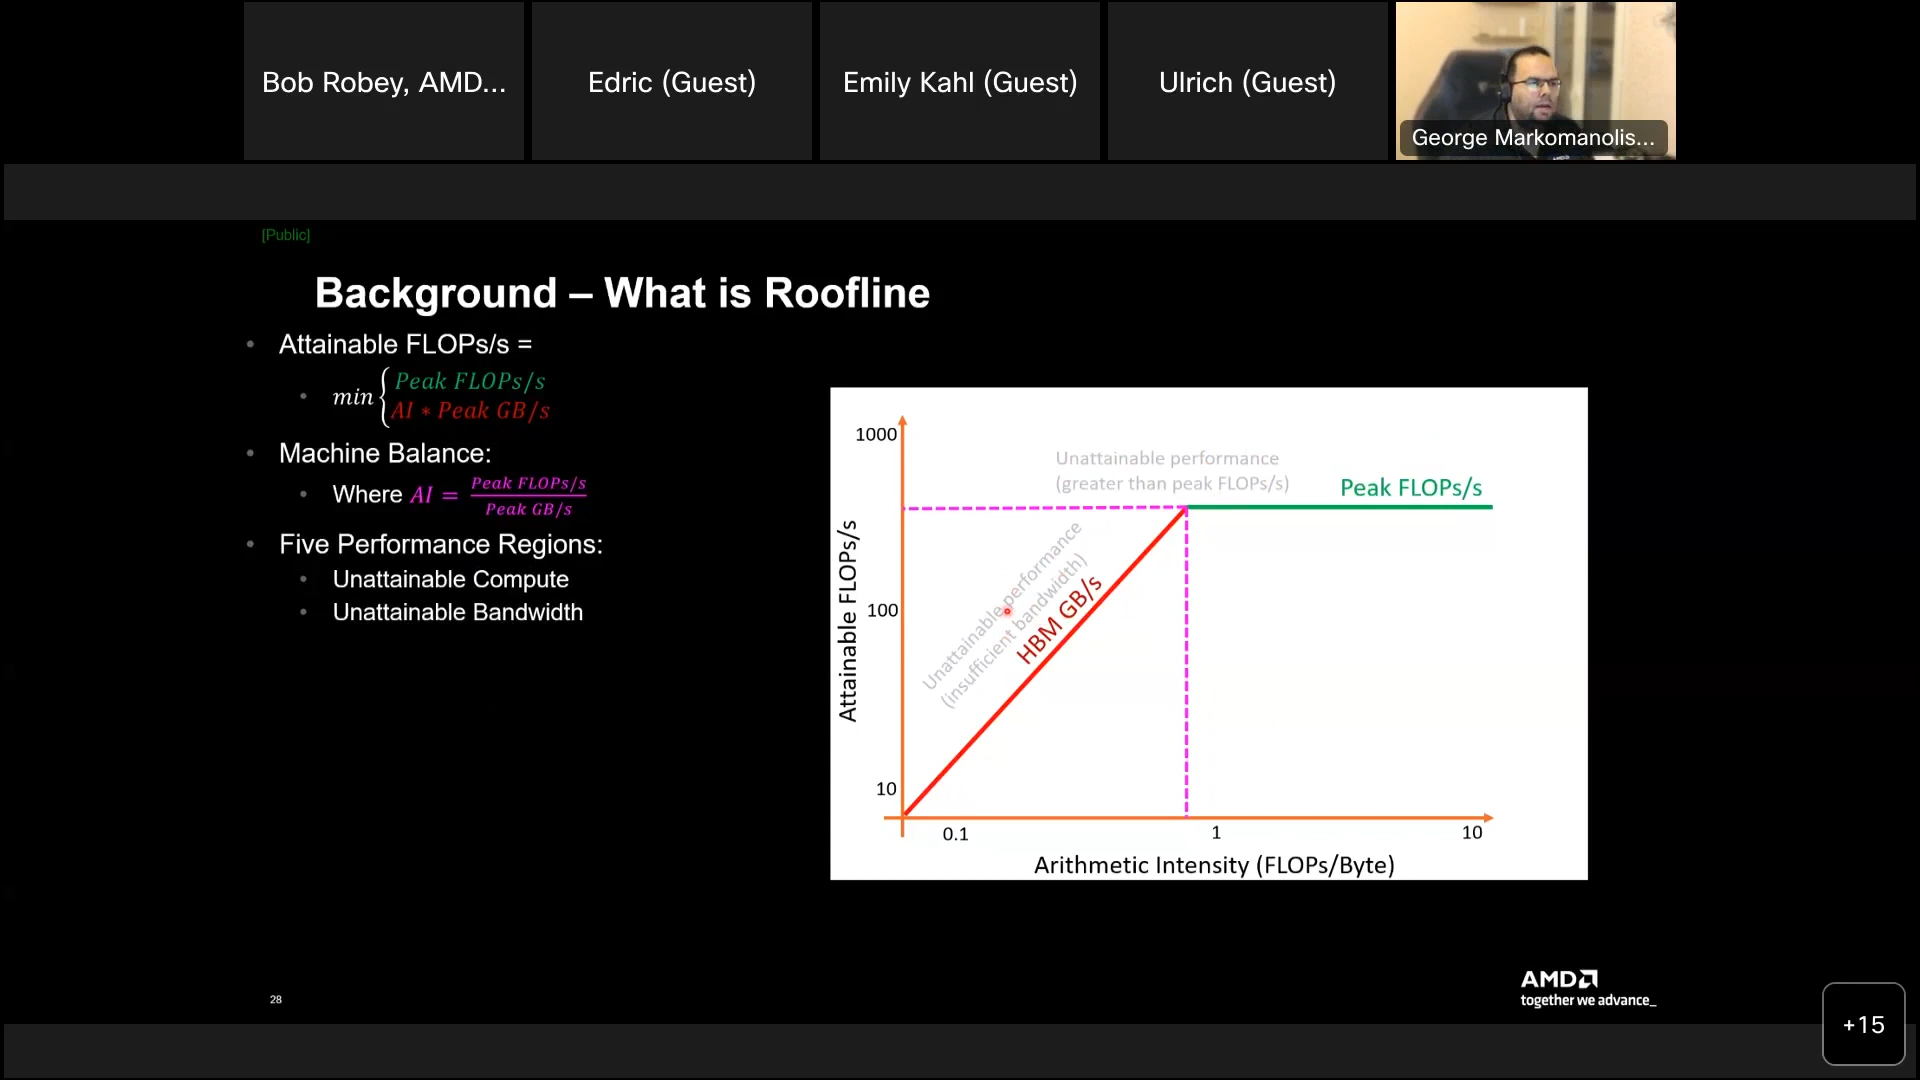 Bob Robey, AMD...
Edric (Guest)
Emily Kahl (Guest)
Ulrich (Guest)
George Markomanolis...
[Public]
Background – What is Roofline
• Attainable FLOPs/s =
• min { Peak FLOPs/s
AI ∗ Peak GB/s
• Machine Balance:
• Where AI = Peak FLOPs/s
Peak GB/s
• Five Performance Regions:
• Unattainable Compute
• Unattainable Bandwidth
1000
100
10
Attainable FLOPs/s
Unattainable performance
(greater than peak FLOPs/s)
Peak FLOPs/s
Unattainable performance
(insufficient bandwidth)
HBM GB/s
0.1
1
10
Arithmetic Intensity (FLOPs/Byte)
28
AMD
together we advance_
+15